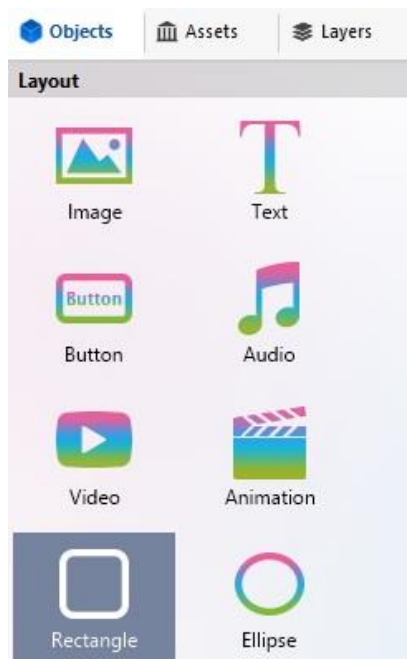 Objects Assets Layers
Layout
Image Text
Button
Button Audio
Video Animation
Rectangle Ellipse